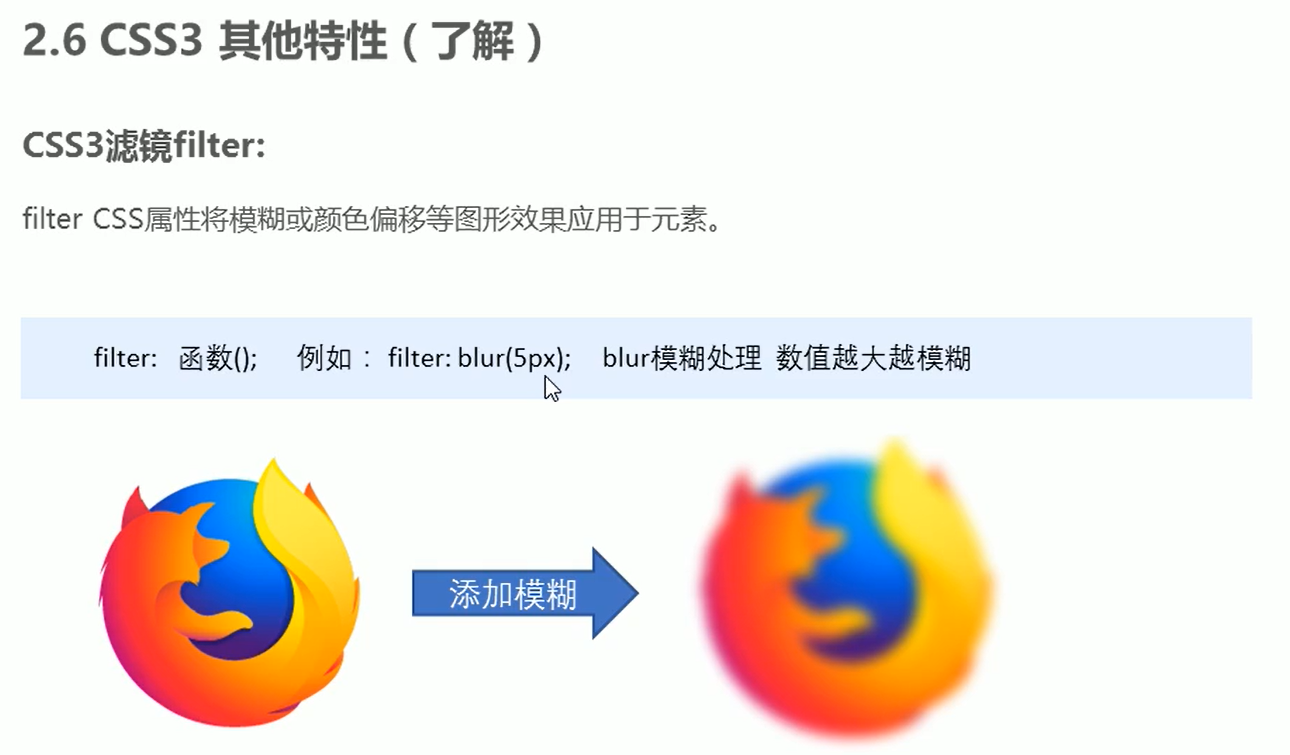 2.6 CSS3 其他特性（了解）
CSS3滤镜filter:
filter CSS属性将模糊或颜色偏移等图形效果应用于元素。
filter: 函数(); 例如： filter: blur(5px); blur模糊处理 数值越大越模糊
添加模糊